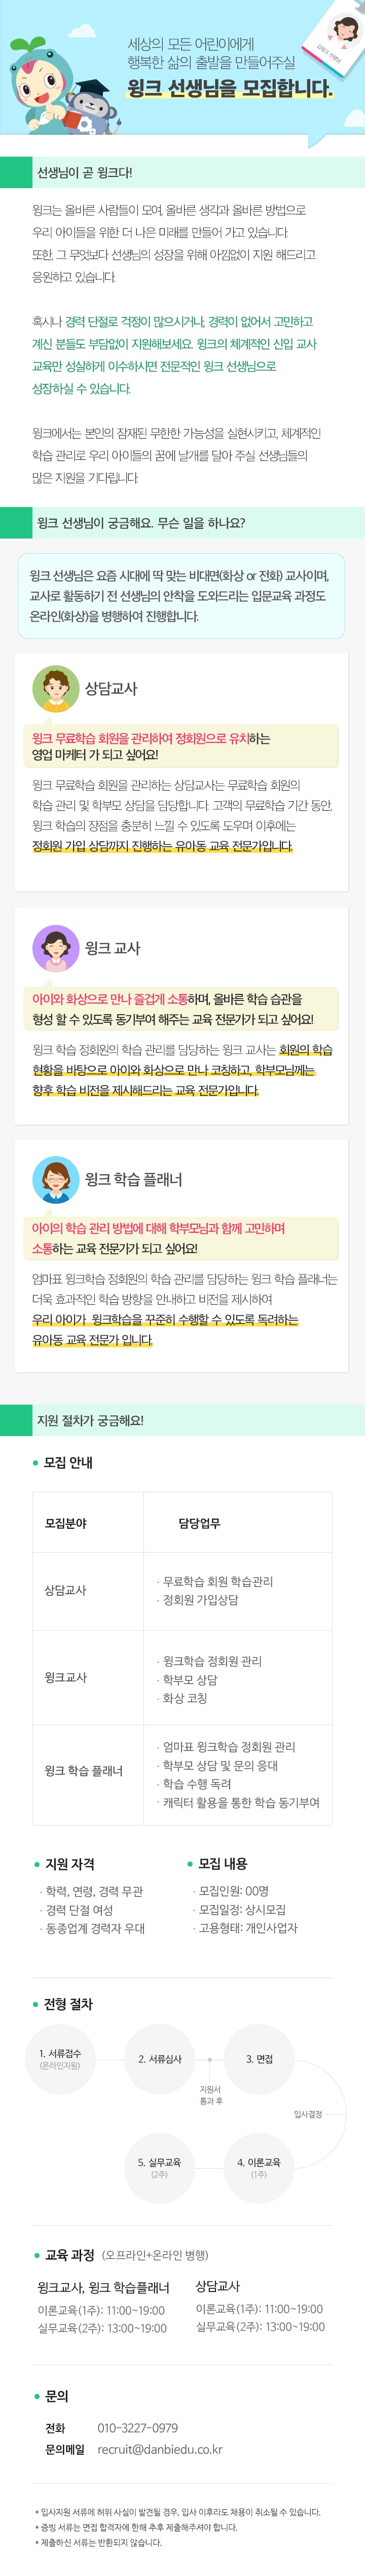 세상의 모든 어린이에게
행복한 삶의 출발을 만들어주실
윙크 선생님을 모집합니다.
김윙크 선생님
선생님이 곧 윙크다!
윙크는 올바른 사람들이 모여, 올바른 생각과 올바른 방법으로
우리 아이들을 위한 더 나은 미래를 만들어 가고 있습니다.
또한, 그 무엇보다 선생님의 성장을 위해 아낌없이 지원 해드리고
응원하고 있습니다.
혹시나 경력 단절로 걱정이 많으시거나, 경력이 없어서 고민하고
계신 분들도 부담없이 지원해보세요. 윙크의 체계적인 신입 교사
교육만 성실하게 이수하시면 전문적인 윙크 선생님으로
성장하실 수 있습니다.
윙크에서는 본인의 잠재된 무한한 가능성을 실현시키고, 체계적인
학습 관리로 우리 아이들의 꿈에 날개를 달아 주실 선생님들의
많은 지원을 기다립니다.
윙크 선생님이 궁금해요. 무슨 일을 하나요?
윙크 선생님은 요즘 시대에 딱 맞는 비대면(화상 or 전화) 교사이며,
교사로 활동하기 전 선생님의 안착을 도와드리는 입문교육 과정도
온라인(화상)을 병행하여 진행합니다.
상담교사
윙크 무료학습 회원을 관리하여 정회원으로 유치하는
영업 마케터 가 되고 싶어요!
윙크 무료학습 회원을 관리하는 상담교사는 무료학습 회원의
학습 관리 및 학부모 상담을 담당합니다. 고객의 무료학습 기간 동안,
윙크 학습의 장점을 충분히 느낄 수 있도록 도우며 이후에는
정회원 가입 상담까지 진행하는 유아동 교육 전문가입니다.
윙크 교사
아이와 화상으로 만나 즐겁게 소통하며, 올바른 학습 습관을
형성 할 수 있도록 동기부여 해주는 교육 전문가가 되고 싶어요!
윙크 학습 정회원의 학습 관리를 담당하는 윙크 교사는 회원의 학습
현황을 바탕으로 아이와 화상으로 만나 코칭하고, 학부모님께는
향후 학습 비전을 제시해드리는 교육 전문가입니다.
윙크 학습 플래너
아이의 학습 관리 방법에 대해 학부모님과 함께 고민하며
소통하는 교육 전문가가 되고 싶어요!
엄마표 윙크학습 정회원의 학습 관리를 담당하는 윙크 학습 플래너는
더욱 효과적인 학습 방향을 안내하고 비전을 제시하여
우리 아이가 윙크학습을 꾸준히 수행할 수 있도록 독려하는
유아동 교육 전문가 입니다.
지원 절차가 궁금해요!
• 모집 안내
모집분야 담당업무
상담교사
· 무료학습 회원 학습관리
· 정회원 가입상담
윙크교사
· 윙크학습 정회원 관리
· 학부모 상담
· 화상 코칭
윙크 학습 플래너
· 엄마표 윙크학습 정회원 관리
· 학부모 상담 및 문의 응대
· 학습 수행 독려
· 캐릭터 활용을 통한 학습 동기부여
• 지원 자격
· 학력, 연령, 경력 무관
· 경력 단절 여성
· 동종업계 경력자 우대
• 모집 내용
· 모집인원: 00명
· 모집일정: 상시모집
· 고용형태: 개인사업자
• 전형 절차
1. 서류접수
(온라인지원)
2. 서류심사
지원서
통과 후
3. 면접
입사결정
4. 이론교육
(1주)
5. 실무교육
(2주)
• 교육 과정 (오프라인+온라인 병행)
윙크교사, 윙크 학습플래너
이론교육(1주): 11:00~19:00
실무교육(2주): 13:00~19:00
상담교사
이론교육(1주): 11:00~19:00
실무교육(2주): 13:00~19:00
• 문의
전화 010-3227-0979
문의메일 recruit@danbiedu.co.kr
* 입사지원 서류에 허위 사실이 발견될 경우, 입사 이후라도 채용이 취소될 수 있습니다.
* 증빙 서류는 면접 합격자에 한해 추후 제출해주셔야 합니다.
* 제출하신 서류는 반환되지 않습니다.